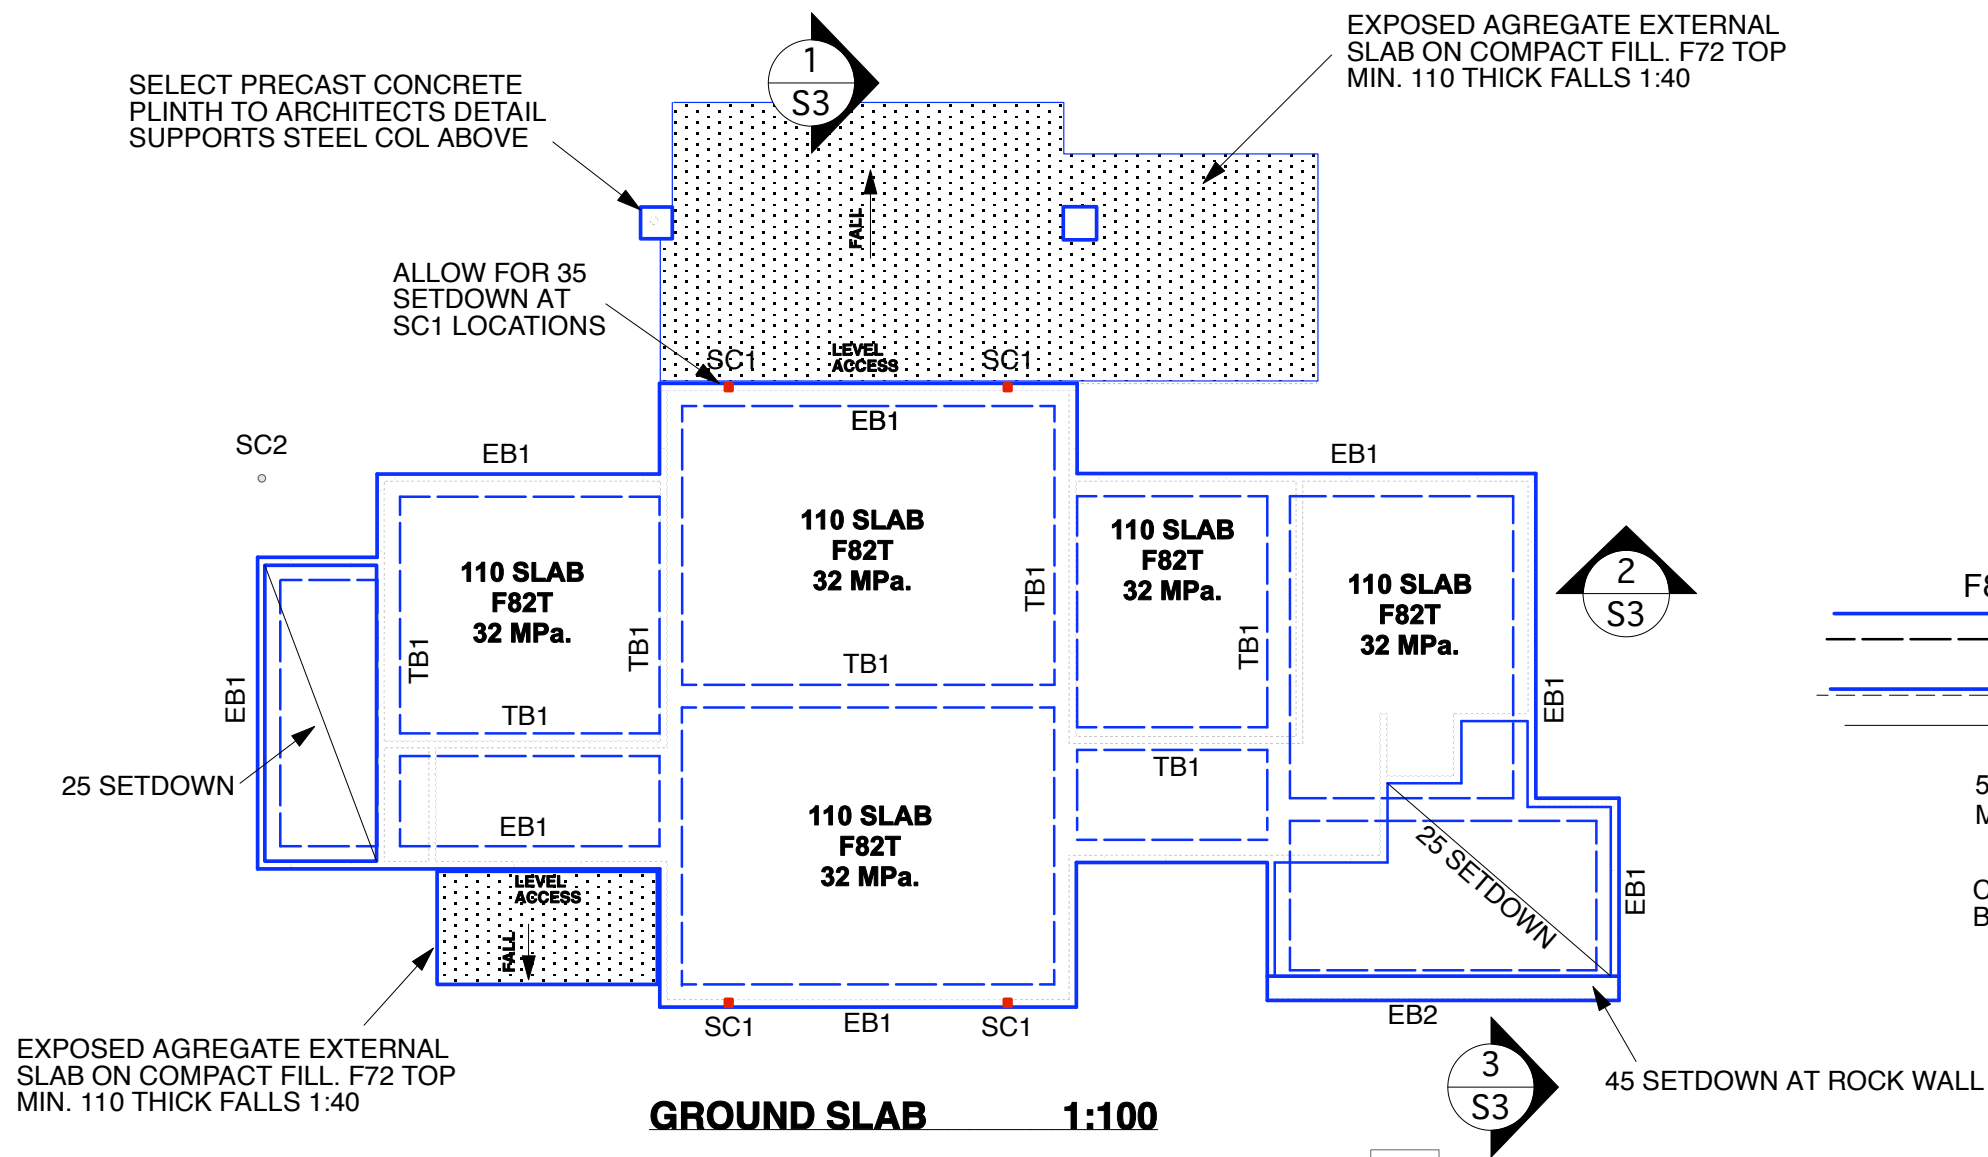 EXPOSED AGREGATE EXTERNAL
SLAB ON COMPACT FILL. F72 TOP
MIN. 110 THICK FALLS 1:40
1
S3
SELECT PRECAST CONCRETE
PLINTH TO ARCHITECTS DETAIL
SUPPORTS STEEL COL ABOVE
FALL
ALLOW FOR 35
SETDOWN AT
SC1 LOCATIONS
SC1
LEVEL
ACCESS
SC1
EB1
SC2
EB1
EB1
110 SLAB
F82T
32 MPa.
110 SLAB
F82T
32 MPa.
110 SLAB
F82T
32 MPa.
110 SLAB
F82T
32 MPa.
2
S3
F8
TB1
TB1
TB1
TB1
EB1
EB1
TB1
TB1
TB1
25 SETDOWN
EB1
110 SLAB
F82T
32 MPa.
25 SETDOWN
EB1
5
M
C
B
LEVEL
ACCESS
FALL
SC1
EB1
SC1
EB2
EXPOSED AGREGATE EXTERNAL
SLAB ON COMPACT FILL. F72 TOP
MIN. 110 THICK FALLS 1:40
3
S3
45 SETDOWN AT ROCK WALL
GROUND SLAB 1:100